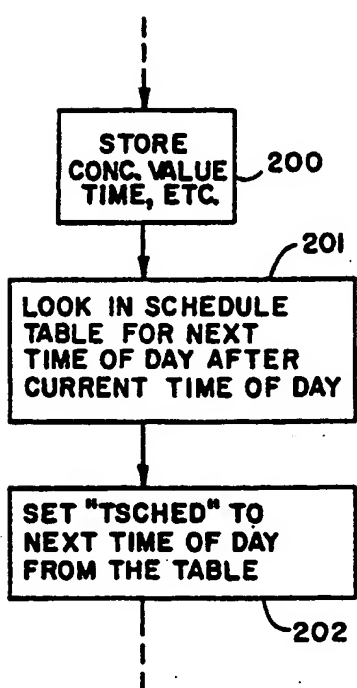 STORE
CONC. VALUE
TIME, ETC.
200
201
LOOK IN SCHEDULE
TABLE FOR NEXT
TIME OF DAY AFTER
CURRENT TIME OF DAY
SET "TSCHED" TO
NEXT TIME OF DAY
FROM THE TABLE
202